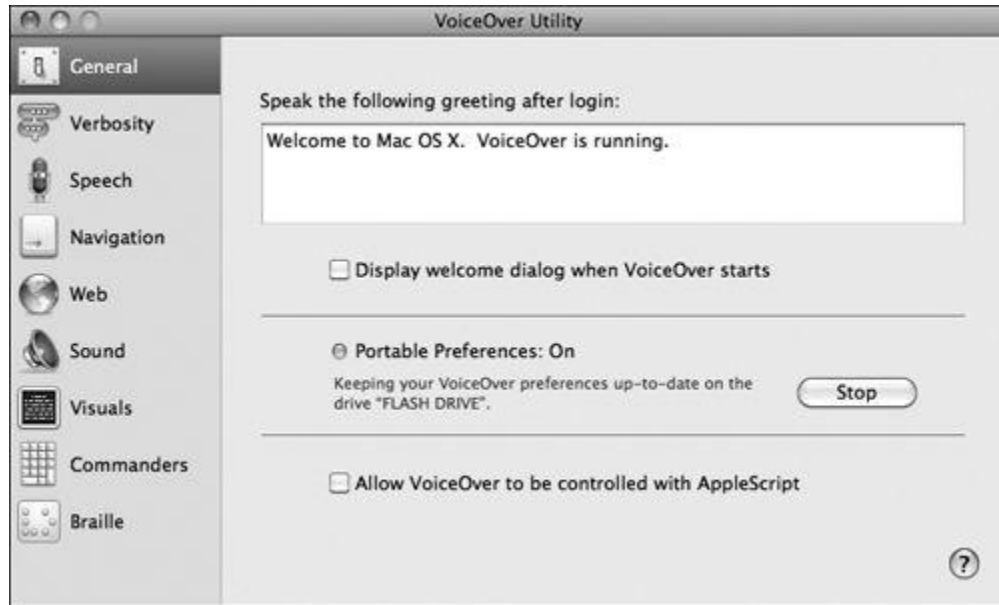 VoiceOver Utility
General
Verbosity
Speech
Navigation
Web
Sound
Visuals
Commanders
Braille
Speak the following greeting after login:
Welcome to Mac OS X.  VoiceOver is running.
Display welcome dialog when VoiceOver starts
Portable Preferences: On
Keeping your VoiceOver preferences up-to-date on the
drive "FLASH DRIVE".
Stop
Allow VoiceOver to be controlled with AppleScript
?